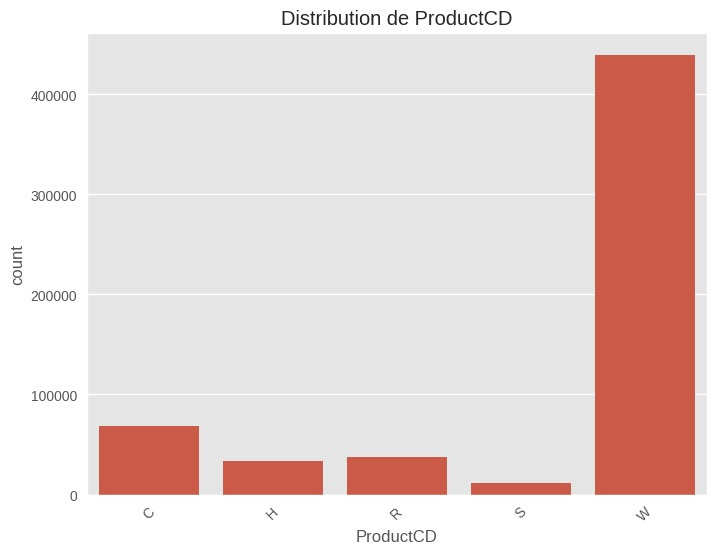 Distribution de ProductCD
count
400000
300000
200000
100000
0
C H R S W
ProductCD